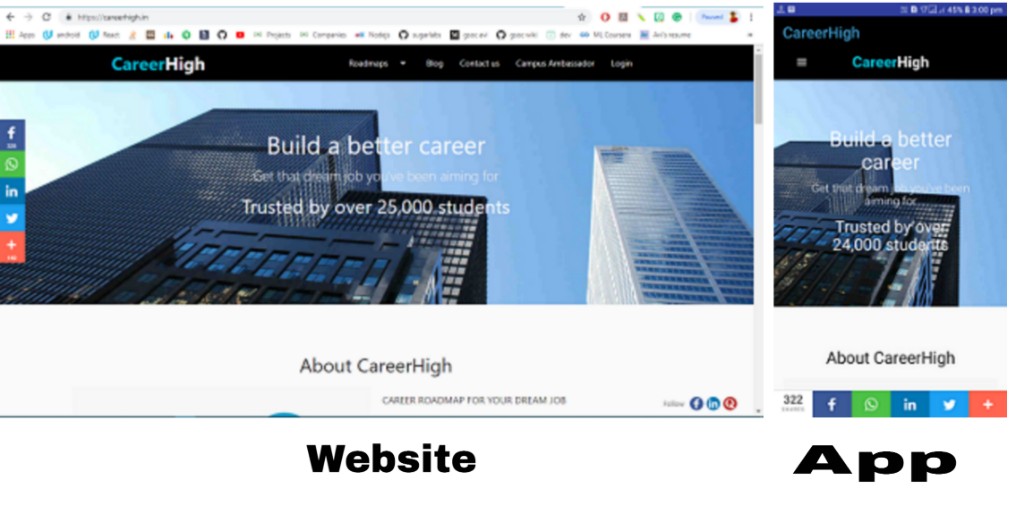 https://careerhigh.in
Paused
Apps android React Projects Companies Nodejs sugarlabs gsoc wiki dev ML Coursera Avi's resume
CareerHigh
Roadmaps Blog Contact us Campus Ambassador Login
Build a better career
Get that dream job you've been aiming for
Trusted by over 25,000 students
About CareerHigh
CAREER ROADMAP FOR YOUR DREAM JOB
Follow
45% 3:00 pm
CareerHigh
CareerHigh
Build a better
career
Get that dream job you've been
aiming for
Trusted by over
24,000 students
About CareerHigh
322
SHARES
Website
App